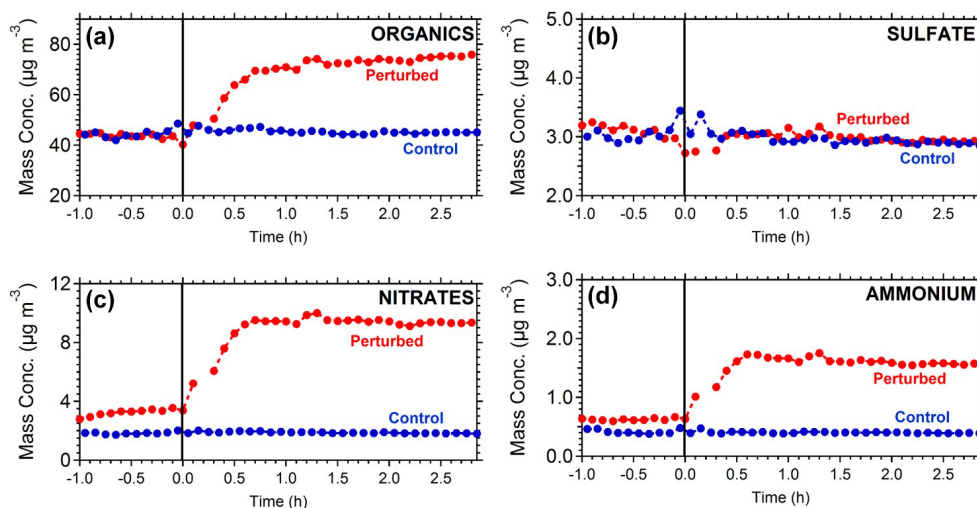 (a)
ORGANICS
Perturbed
Control
Mass Conc. (µg m⁻³)
80
60
40
20
-1.0 -0.5 0.0 0.5 1.0 1.5 2.0 2.5
Time (h)
(b)
SULFATE
Perturbed
Control
Mass Conc. (µg m⁻³)
5.0
4.0
3.0
2.0
-1.0 -0.5 0.0 0.5 1.0 1.5 2.0 2.5
Time (h)
(c)
NITRATES
Perturbed
Control
Mass Conc. (µg m⁻³)
12
8
4
0
-1.0 -0.5 0.0 0.5 1.0 1.5 2.0 2.5
Time (h)
(d)
AMMONIUM
Perturbed
Control
Mass Conc. (µg m⁻³)
3.0
2.0
1.0
0.0
-1.0 -0.5 0.0 0.5 1.0 1.5 2.0 2.5
Time (h)